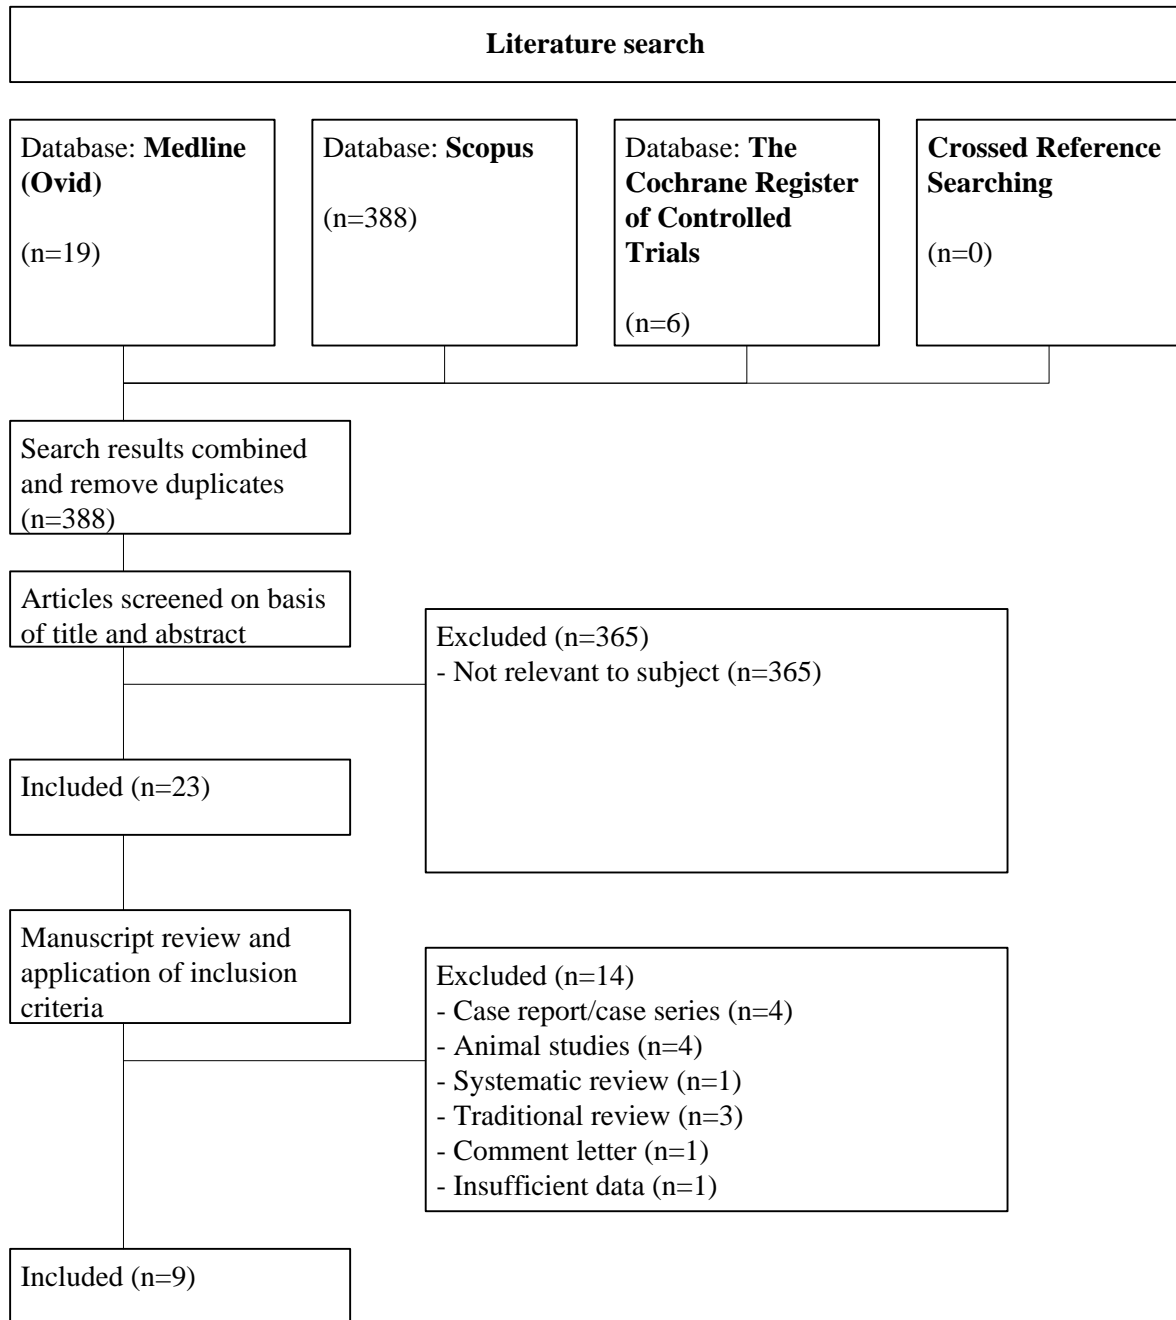 Literature search
Database: Medline
(Ovid)
(n=19)
Database: Scopus
(n=388)
Database: The
Cochrane Register
of Controlled
Trials
(n=6)
Crossed Reference
Searching
(n=0)
Search results combined
and remove duplicates
(n=388)
Articles screened on basis
of title and abstract
Excluded (n=365)
- Not relevant to subject (n=365)
Included (n=23)
Manuscript review and
application of inclusion
criteria
Excluded (n=14)
- Case report/case series (n=4)
- Animal studies (n=4)
- Systematic review (n=1)
- Traditional review (n=3)
- Comment letter (n=1)
- Insufficient data (n=1)
Included (n=9)